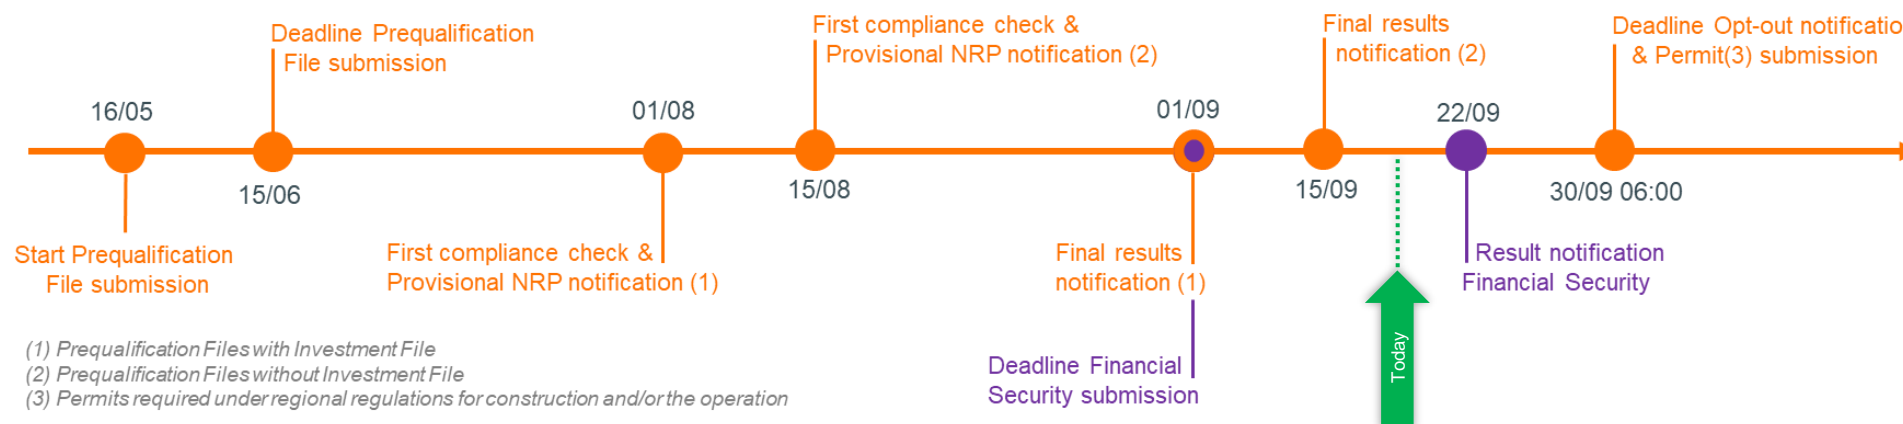 Deadline Prequalification
File submission
First compliance check &
Provisional NRP notification (2)
Final results
notification (2)
Deadline Opt-out notificatio
& Permit(3) submission
16/05
01/08
01/09
22/09
15/06
15/08
15/09
30/09 06:00
Start Prequalification
File submission
First compliance check &
Provisional NRP notification (1)
Final results
notification (1)
Result notification
Financial Security
Deadline Financial
Security submission
Today
(1) Prequalification Files with Investment File
(2) Prequalification Files without Investment File
(3) Permits required under regional regulations for construction and/or the operation